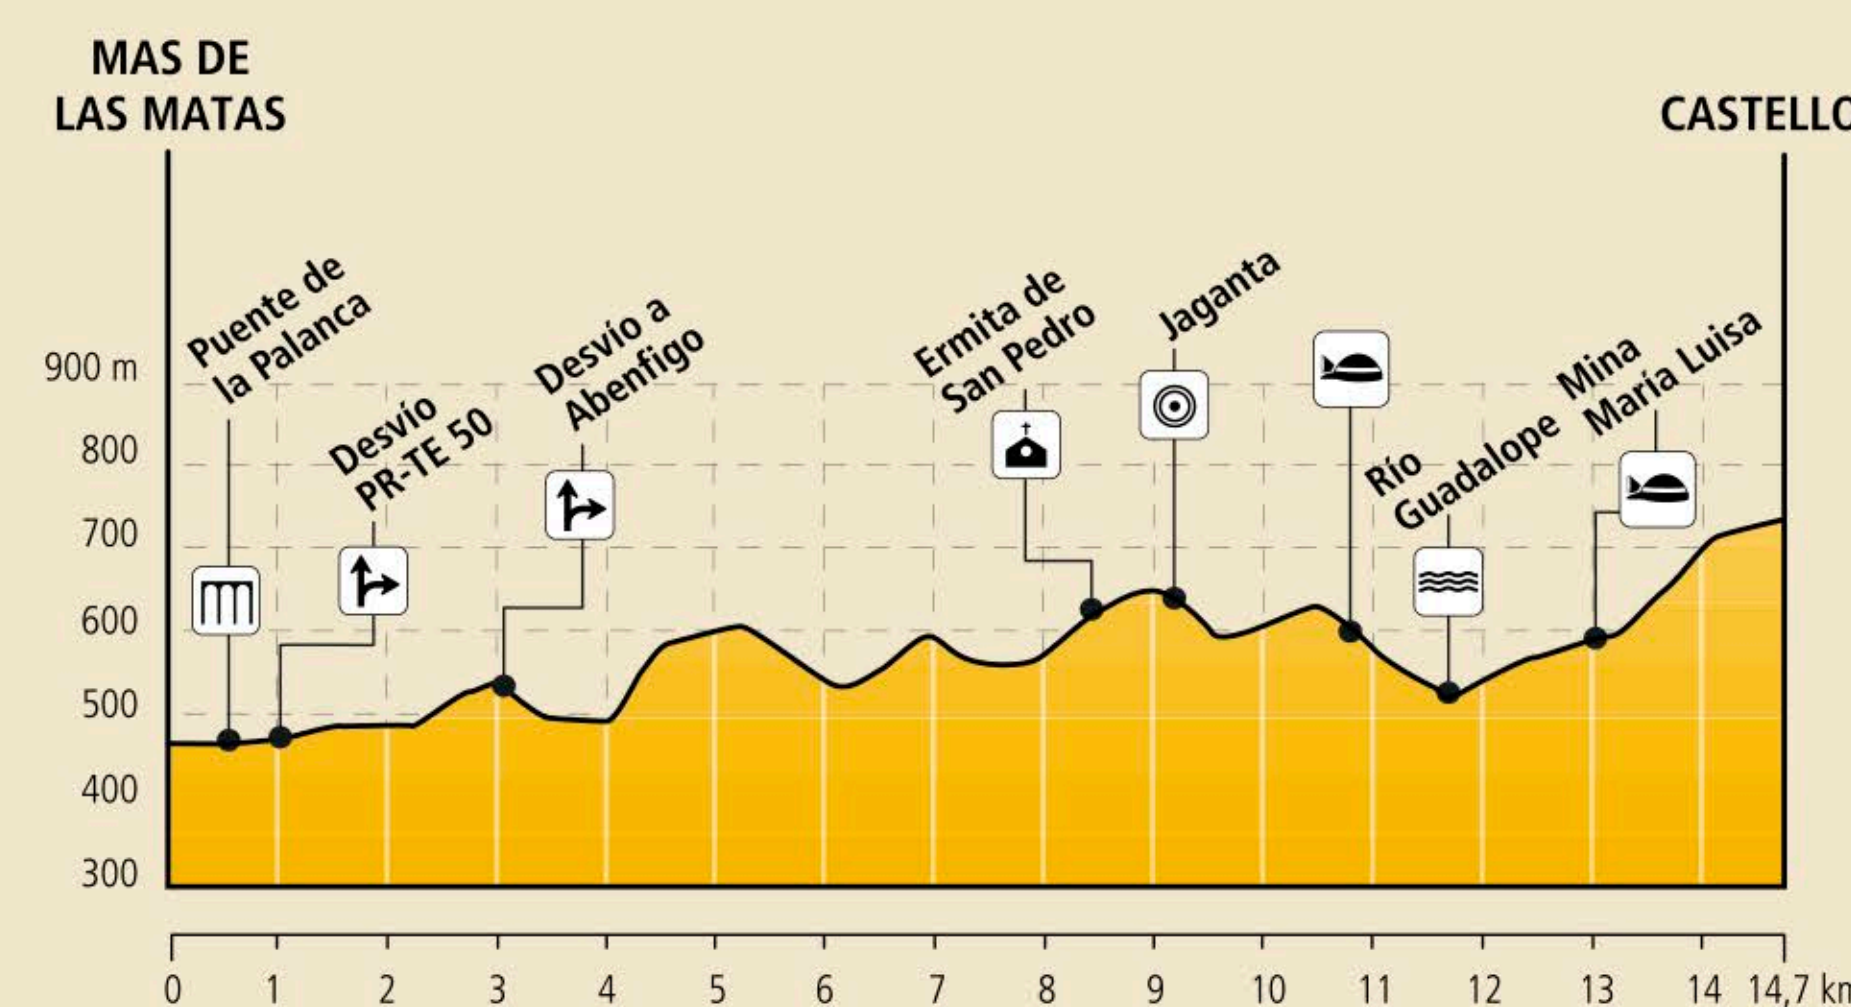 MAS DE
LAS MATAS
CASTELLO
Puente de
la Palanca
Desvío
PR-TE 50
Desvío a
Abenfigo
Ermita de
San Pedro
Jaganta
Río
Guadalope
Mina
María Luisa
900 m
800
700
600
500
400
300
0 1 2 3 4 5 6 7 8 9 10 11 12 13 14 14,7 km